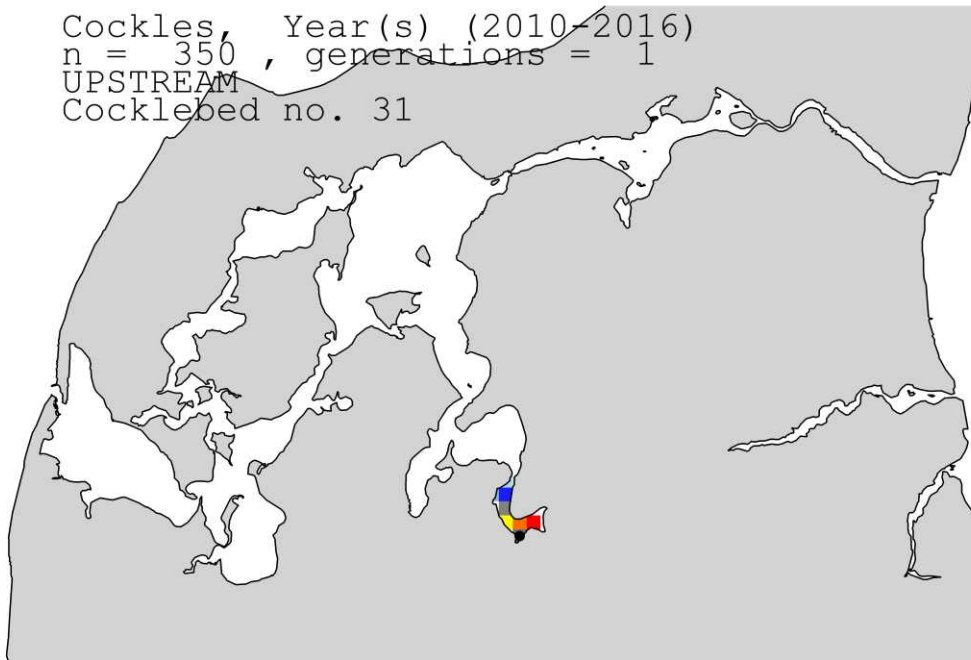 Cockles,  Year(s) (2010-2016)
n =  350 , generations =  1
UPSTREAM
Cocklebed no. 31